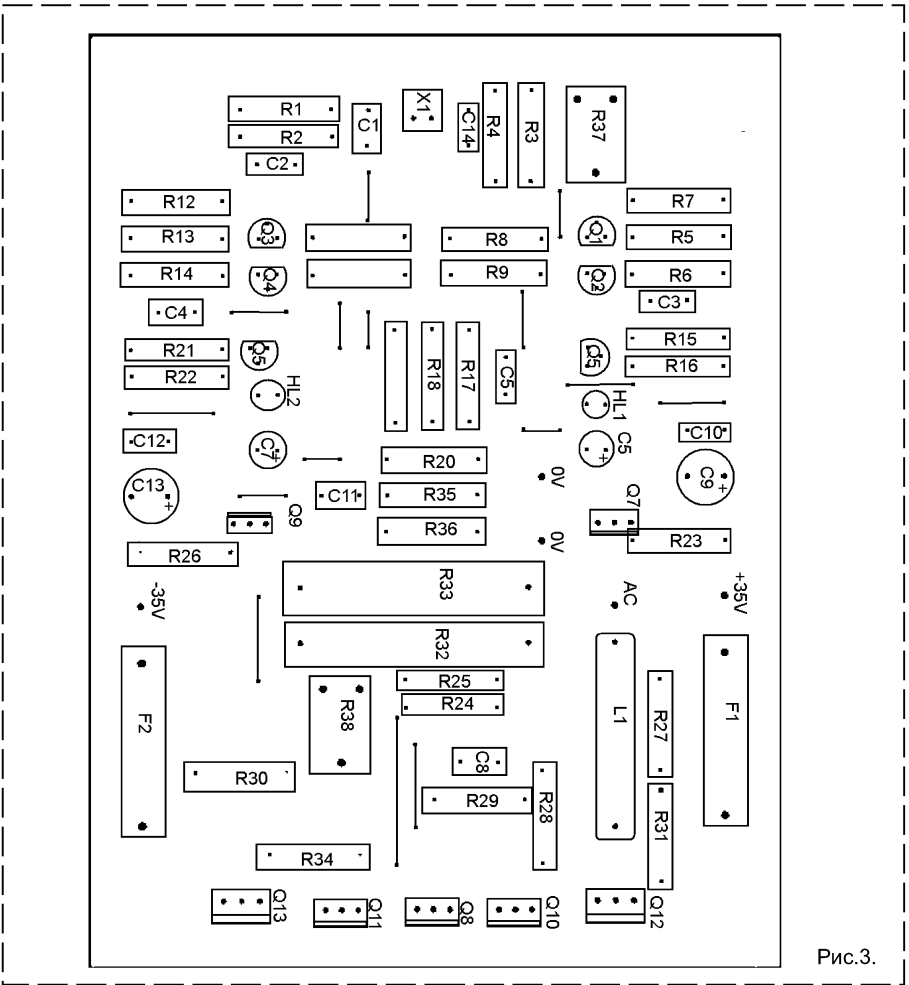 R1
R2
C1
X1
C14
R4
R3
R37
C2
R12
R7
R13
Q3
R8
Q1
R5
R14
Q4
R9
Q2
R6
C4
C3
R21
Q5
R18
R17
C5
Q5
R15
R22
R16
HL2
HL1
C12
C7
+
R20
C5
+
C10
C13
+
C11
R35
0V
C9
+
Q9
R36
0V
Q7
R23
R26
-35V
R33
AC
+35V
R32
R25
R24
F2
R38
L1
R27
F1
R30
C8
R29
R28
R31
R34
Q13
Q11
Q8
Q10
Q12
Рис.3.